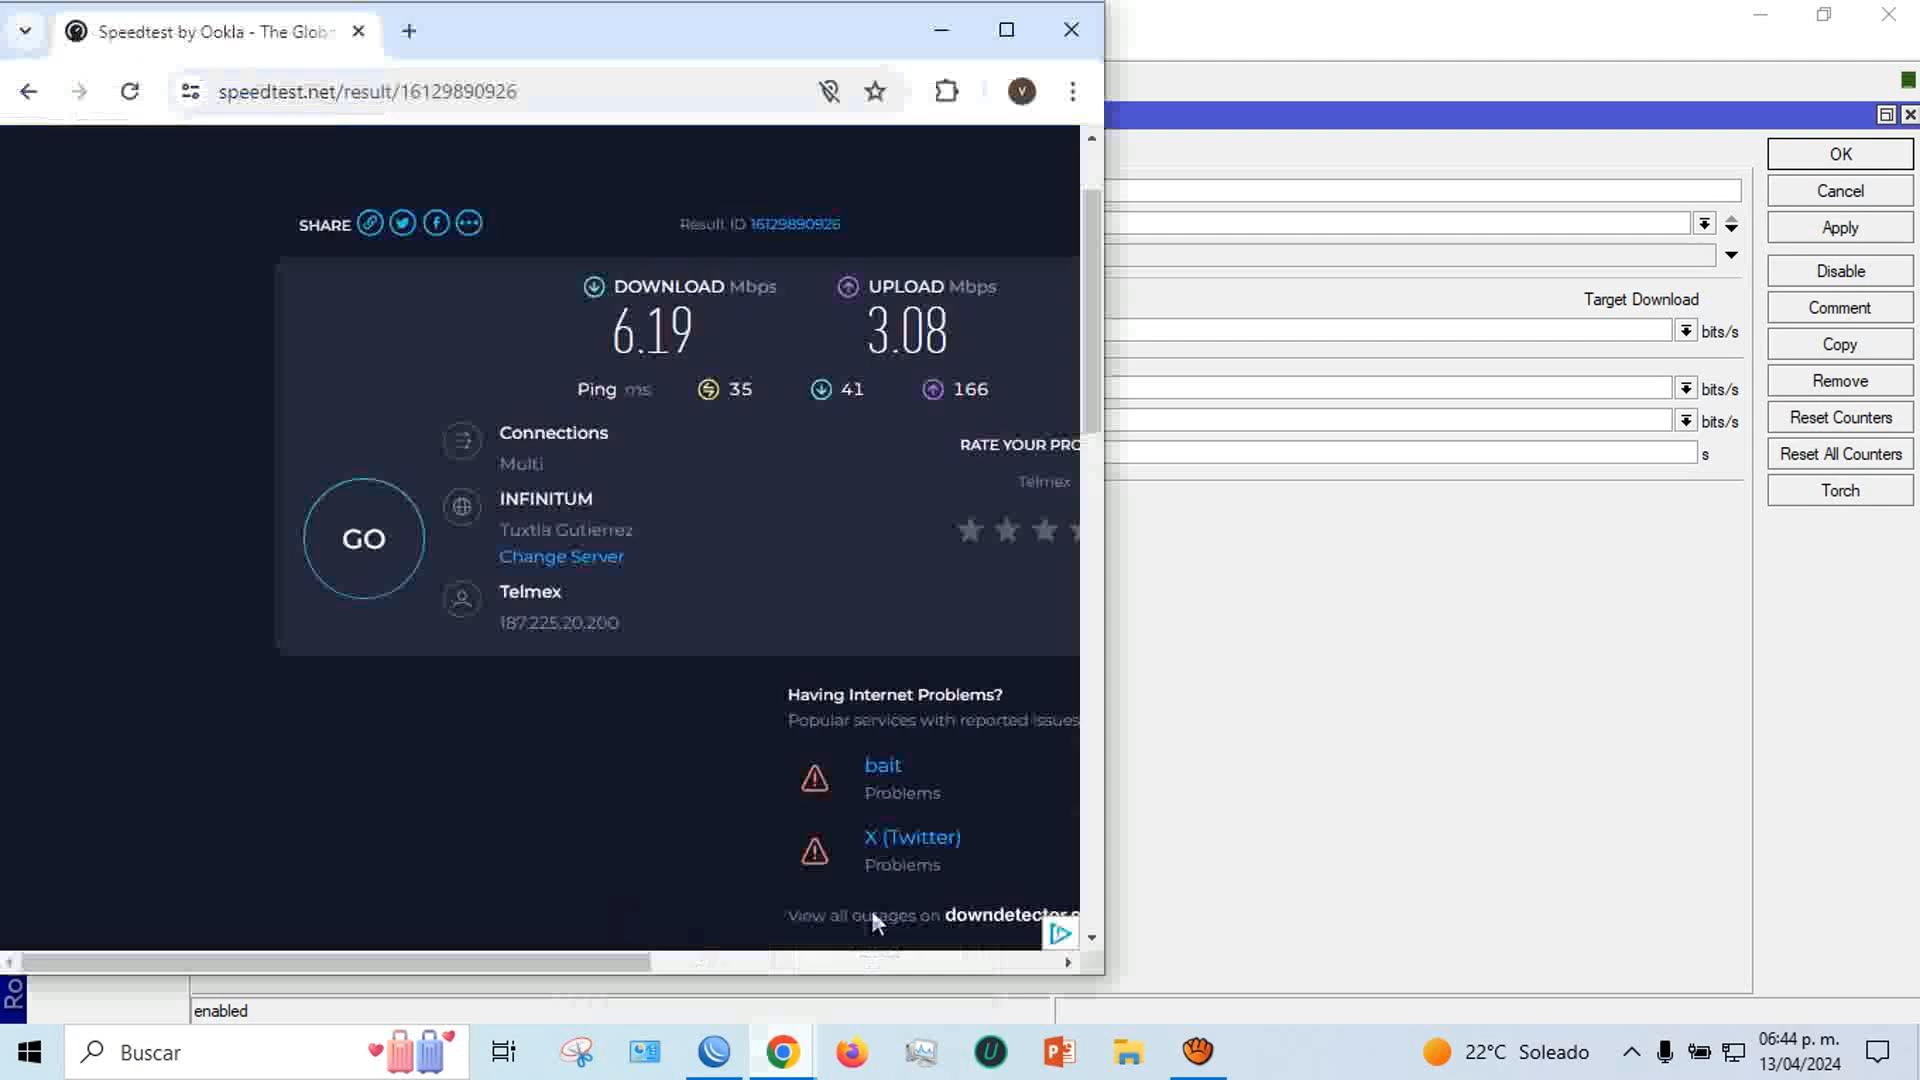 Speedtest by Ookla - The Glob
speedtest.net/result/16129890926
V
SHARE
Result ID 16129890926
DOWNLOAD Mbps
6.19
UPLOAD Mbps
3.08
Ping ms 35 41 166
Connections
Multi
RATE YOUR PRO
Telmex
INFINITUM
Tuxtla Gutierrez
Change Server
GO
Telmex
187.225.20.200
Having Internet Problems?
Popular services with reported issues
bait
Problems
X (Twitter)
Problems
View all outages on downdetector.c
OK
Cancel
Apply
Disable
Comment
Copy
Remove
Reset Counters
Reset All Counters
Torch
Target Download
bits/s
bits/s
bits/s
s
Ro
enabled
Buscar
22°C Soleado
06:44 p. m.
13/04/2024